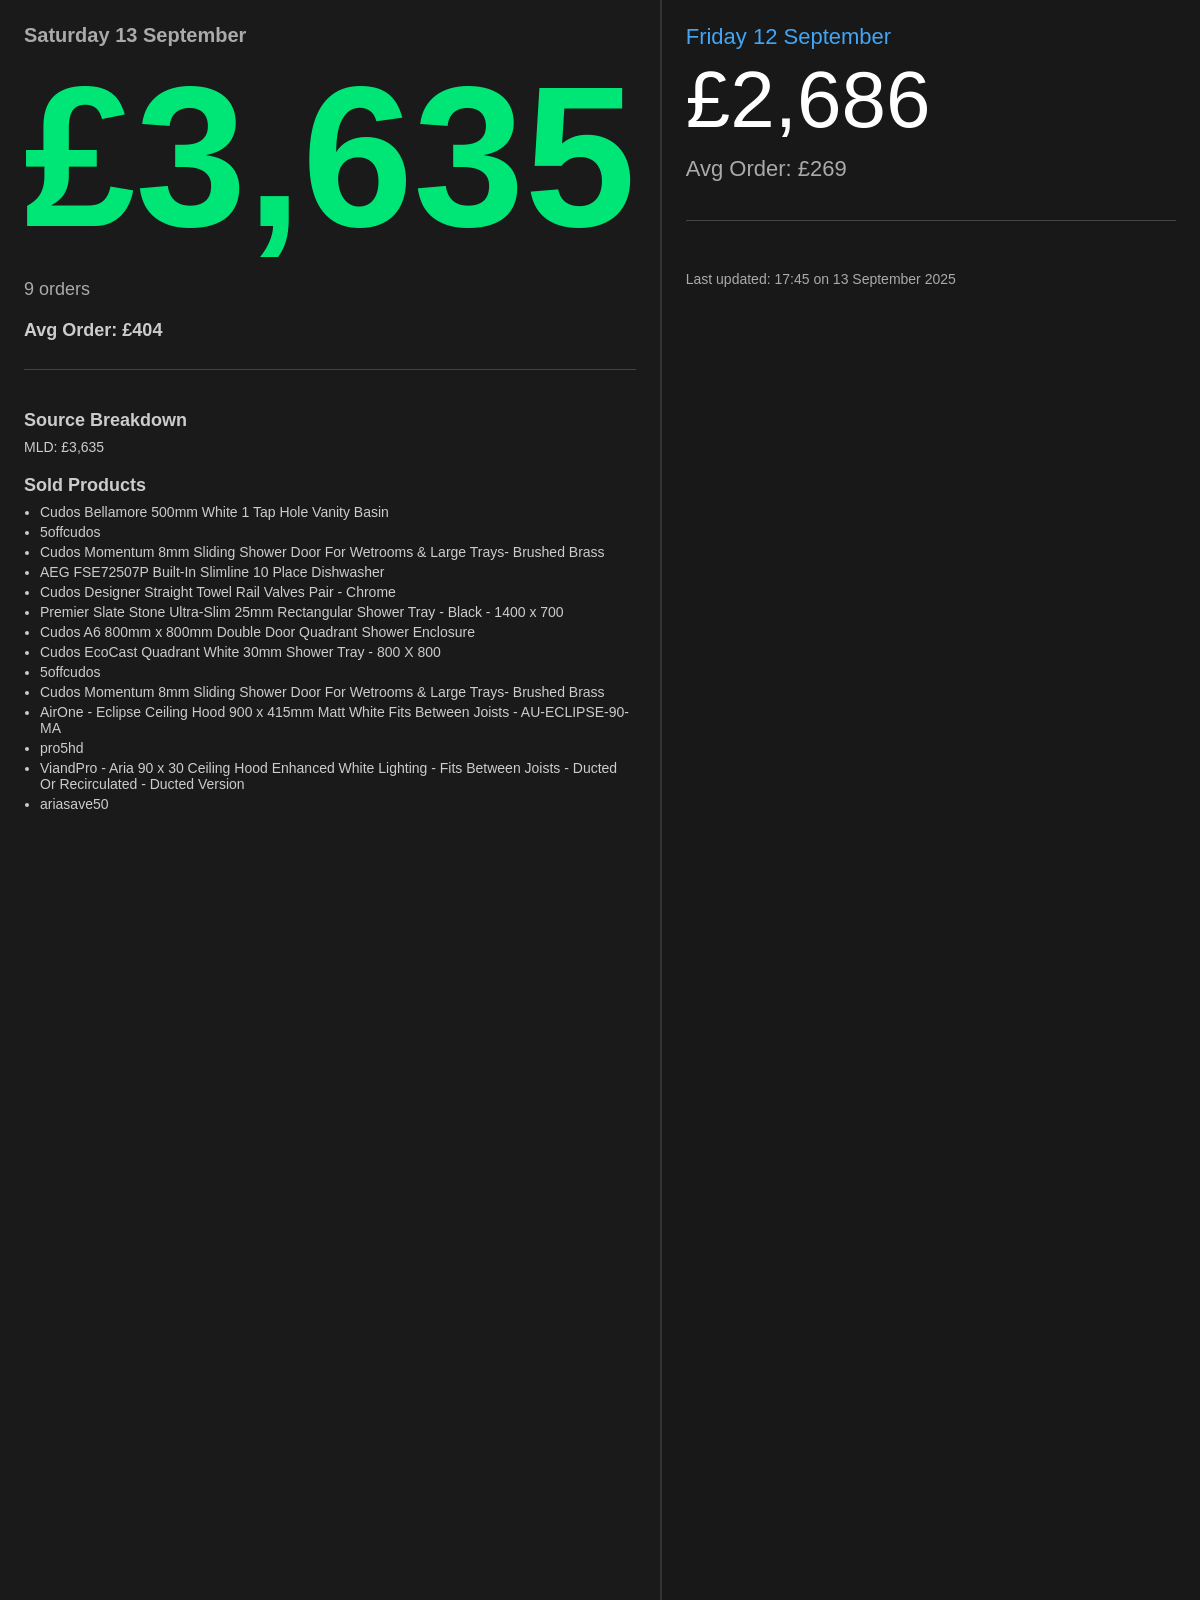 Saturday 13 September
£3,635
9 orders
Avg Order: £404
Source Breakdown
MLD: £3,635
Sold Products
• Cudos Bellamore 500mm White 1 Tap Hole Vanity Basin
• 5offcudos
• Cudos Momentum 8mm Sliding Shower Door For Wetrooms & Large Trays- Brushed Brass
• AEG FSE72507P Built-In Slimline 10 Place Dishwasher
• Cudos Designer Straight Towel Rail Valves Pair - Chrome
• Premier Slate Stone Ultra-Slim 25mm Rectangular Shower Tray - Black - 1400 x 700
• Cudos A6 800mm x 800mm Double Door Quadrant Shower Enclosure
• Cudos EcoCast Quadrant White 30mm Shower Tray - 800 X 800
• 5offcudos
• Cudos Momentum 8mm Sliding Shower Door For Wetrooms & Large Trays- Brushed Brass
• AirOne - Eclipse Ceiling Hood 900 x 415mm Matt White Fits Between Joists - AU-ECLIPSE-90-
MA
• pro5hd
• ViandPro - Aria 90 x 30 Ceiling Hood Enhanced White Lighting - Fits Between Joists - Ducted
Or Recirculated - Ducted Version
• ariasave50
Friday 12 September
£2,686
Avg Order: £269
Last updated: 17:45 on 13 September 2025